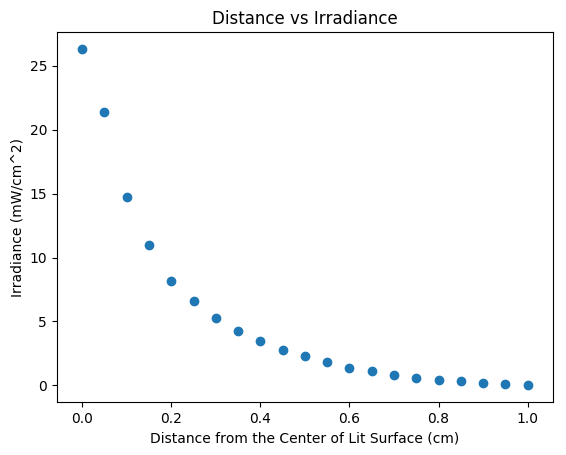 Distance vs Irradiance
Irradiance (mW/cm^2)
25
20
15
10
5
0
0.0 0.2 0.4 0.6 0.8 1.0
Distance from the Center of Lit Surface (cm)